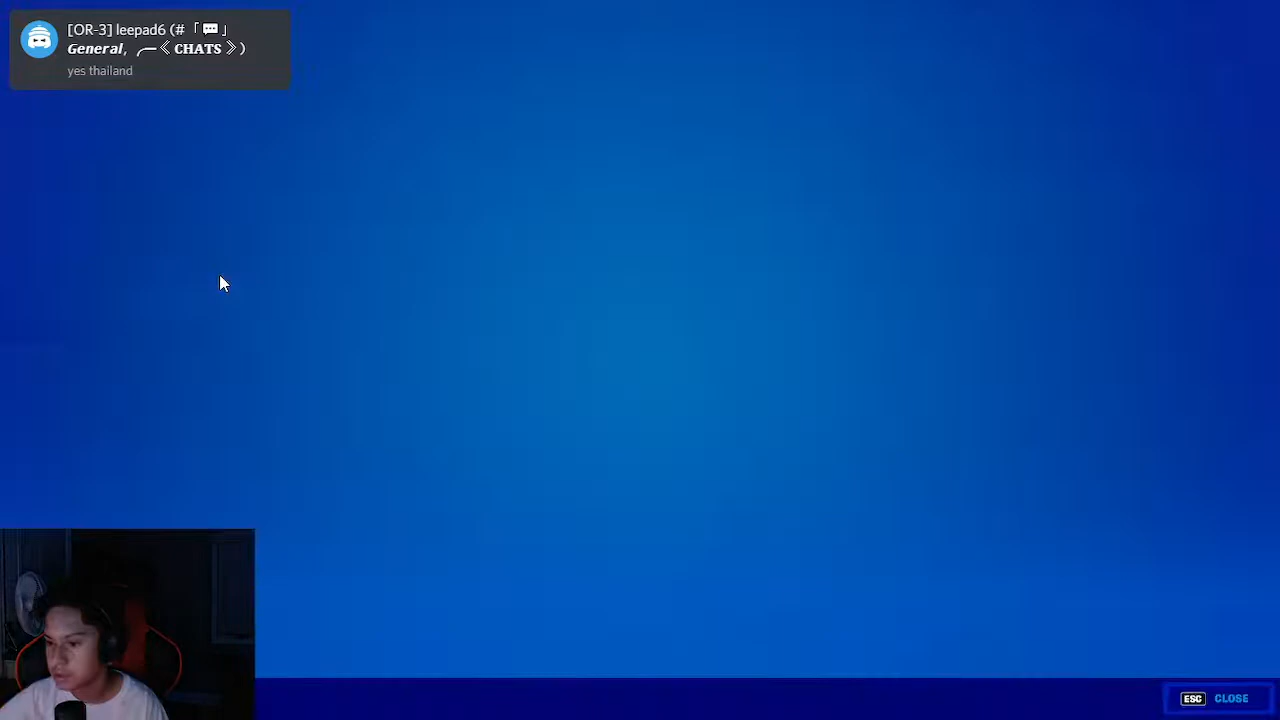 [OR-3] leepad6 (#「💬」
General, ╭─《 CHATS 》)
yes thailand
ESC CLOSE